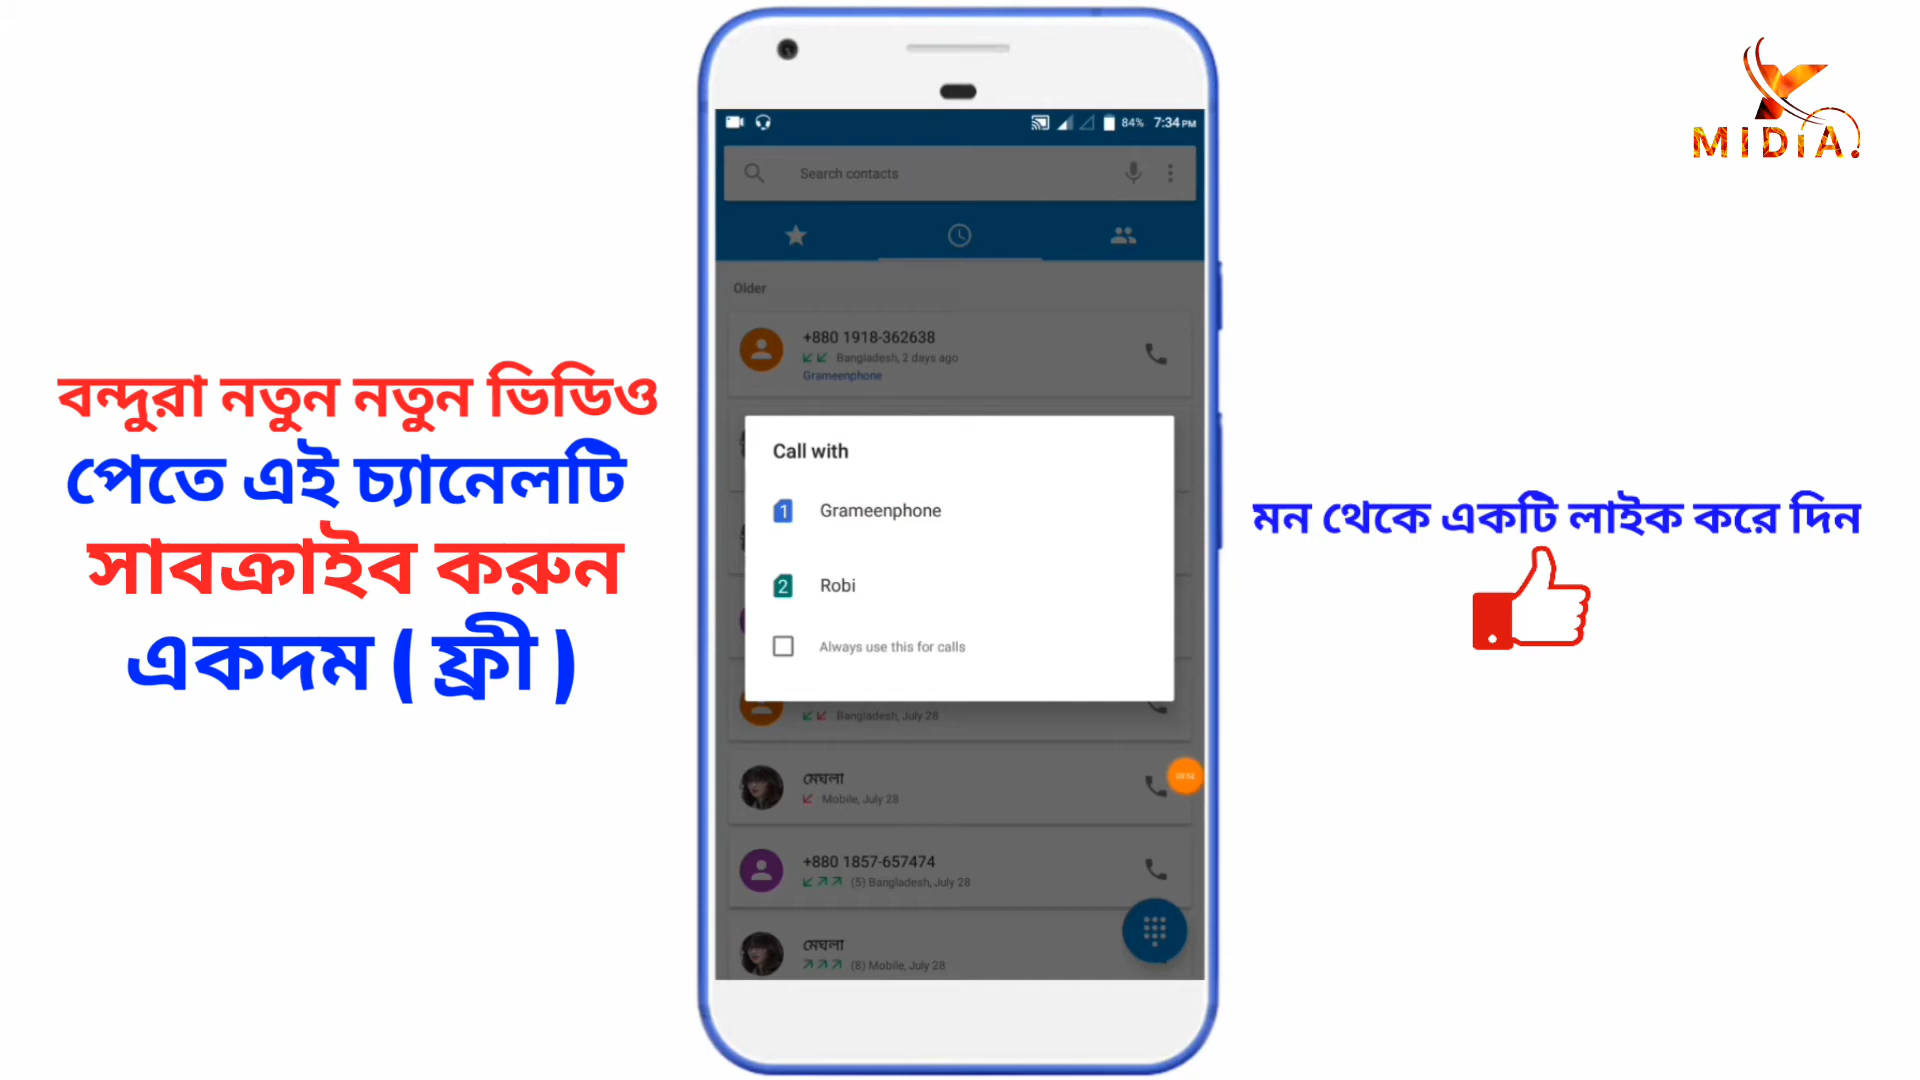 বন্দুরা নতুন নতুন ভিডিও
পেতে এই চ্যানেলটি
সাবক্রাইব করুন
একদম ( ফ্রী )
84% 7:34 PM
Search contacts
Older
+880 1918-362638
Bangladesh, 2 days ago
Grameenphone
Call with
1 Grameenphone
2 Robi
Always use this for calls
Bangladesh, July 28
মেঘলা
Mobile, July 28
+880 1857-657474
(5) Bangladesh, July 28
মেঘলা
(8) Mobile, July 28
MIDiA.
মন থেকে একটি লাইক করে দিন